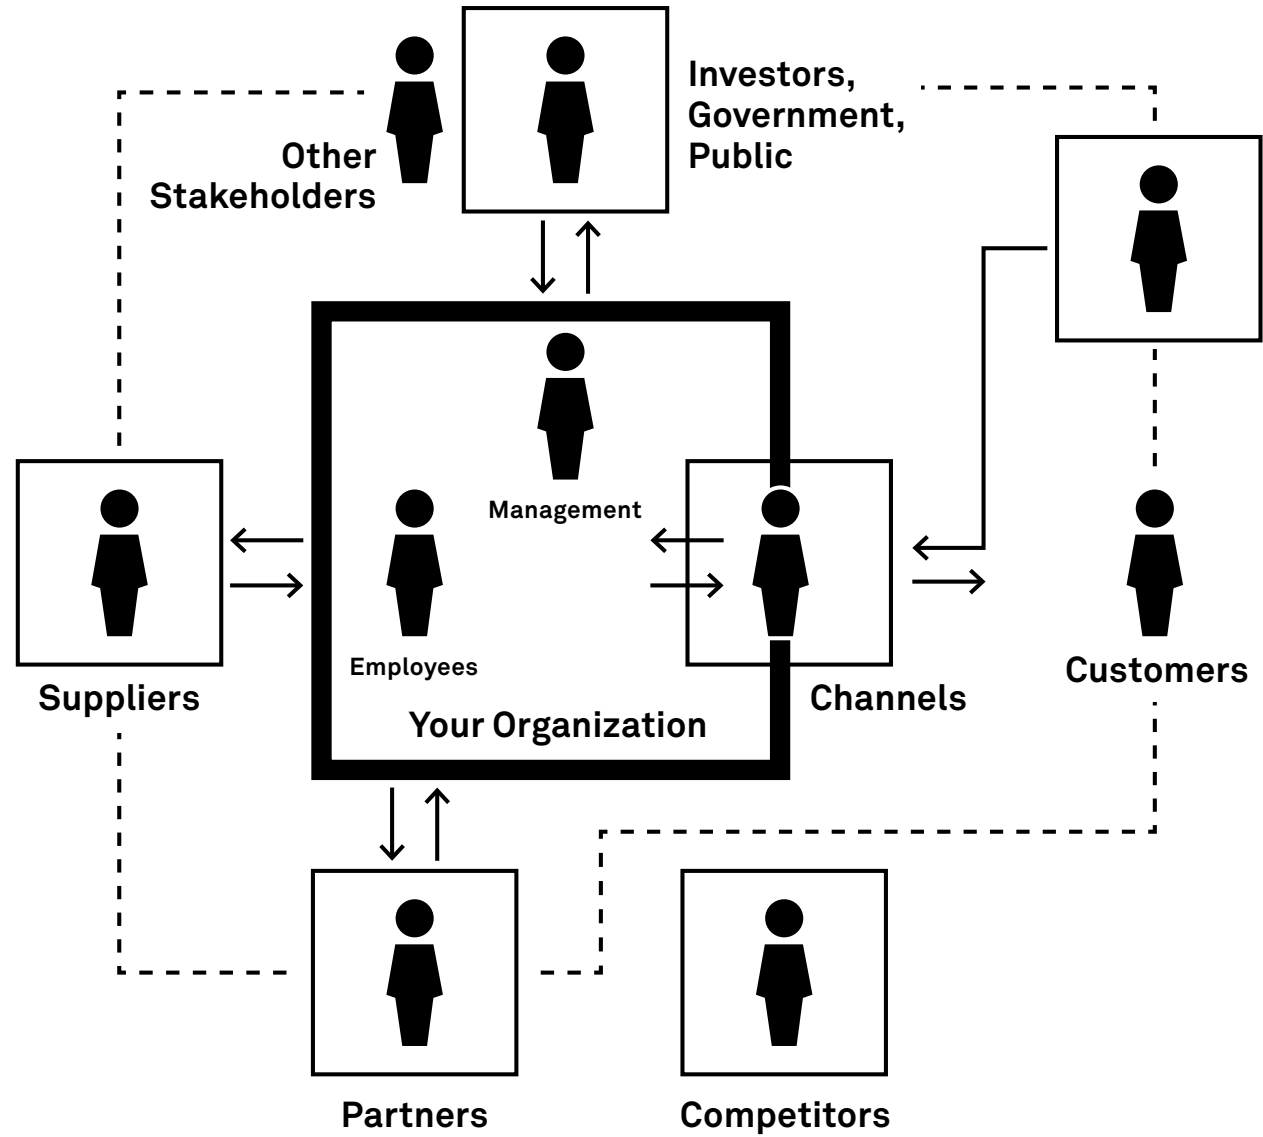 Investors,
Government,
Public
Other
Stakeholders
Management
Employees
Your Organization
Suppliers
Channels
Customers
Partners
Competitors